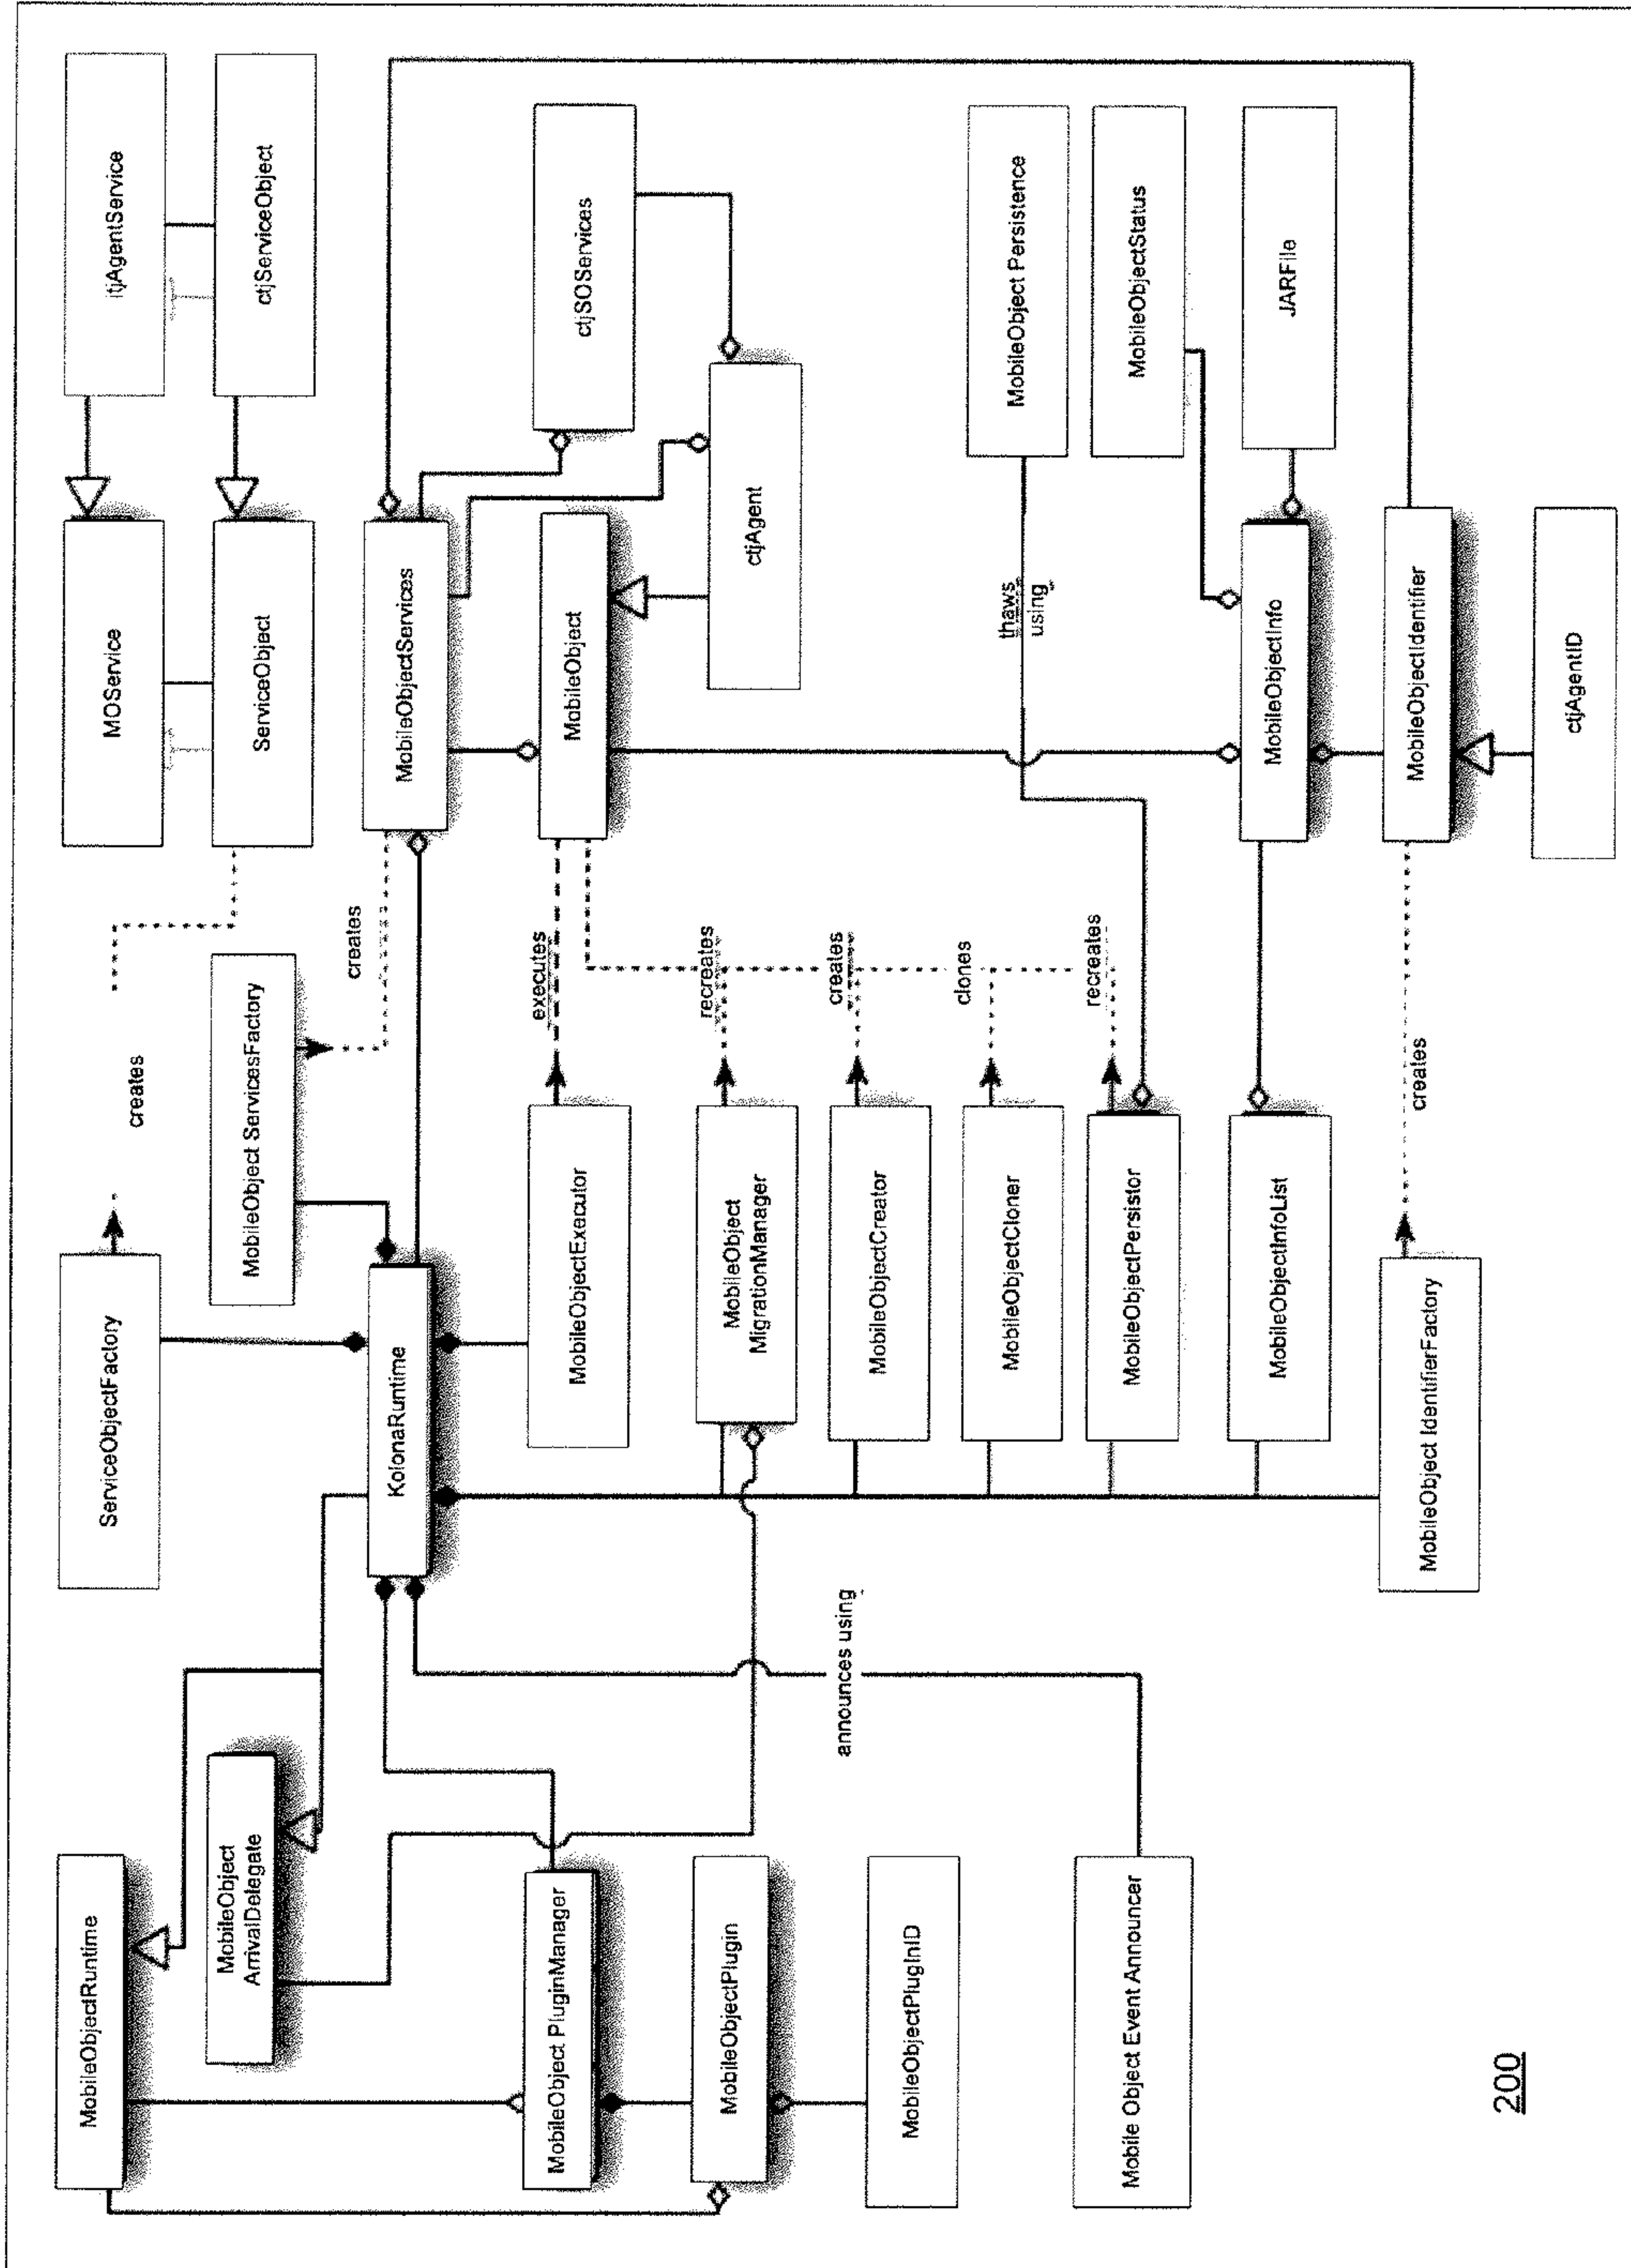 MobileObjectRuntime
MobileObject
ArrivalDelegate
MobileObject PluginManager
MobileObjectPlugin
MobileObjectPlugInID
Mobile Object Event Announcer
announces using
ServiceObjectFactory
MobileObject ServicesFactory
KolonaRuntime
MobileObjectExecutor
MobileObject
MigrationManager
MobileObjectCreator
MobileObjectCloner
MobileObjectPersistor
MobileObjectInfoList
MobileObject IdentifierFactory
creates
creates
executes
recreates
creates
clones
recreates
creates
MOService
ServiceObject
MobileObjectServices
MobileObject
thaws
using
MobileObjectInfo
MobileObjectIdentifier
ctjAgentID
itjAgentService
ctjServiceObject
ctjSOServices
ctjAgent
MobileObject Persistence
MobileObjectStatus
JARFile
200